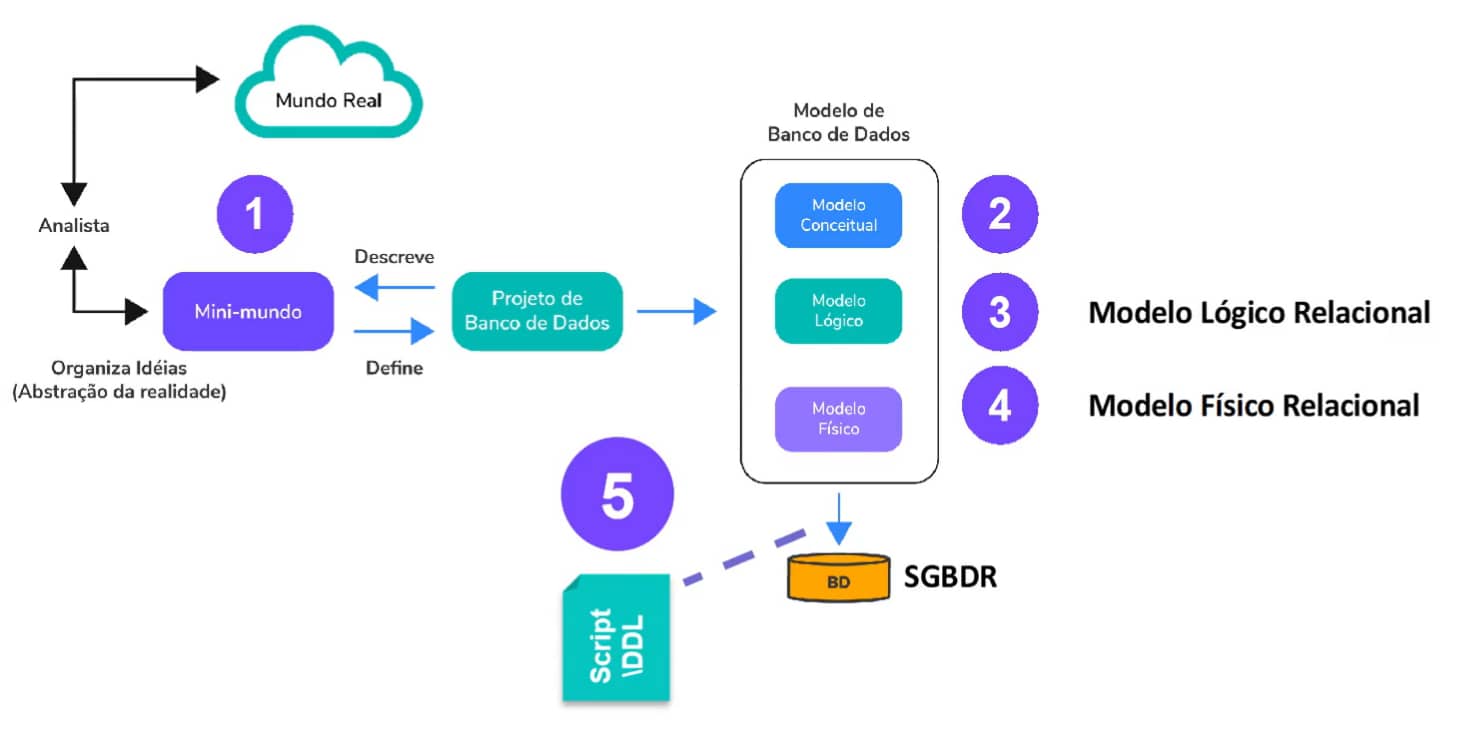 Mundo Real
Modelo de
Banco de Dados
1
Modelo
Conceitual
2
Analista
Descreve
Mini-mundo
Projeto de
Banco de Dados
Modelo
Lógico
3
Modelo Lógico Relacional
Organiza Idéias
(Abstração da realidade)
Define
Modelo
Físico
4
Modelo Físico Relacional
5
BD
SGBDR
Script
\DDL